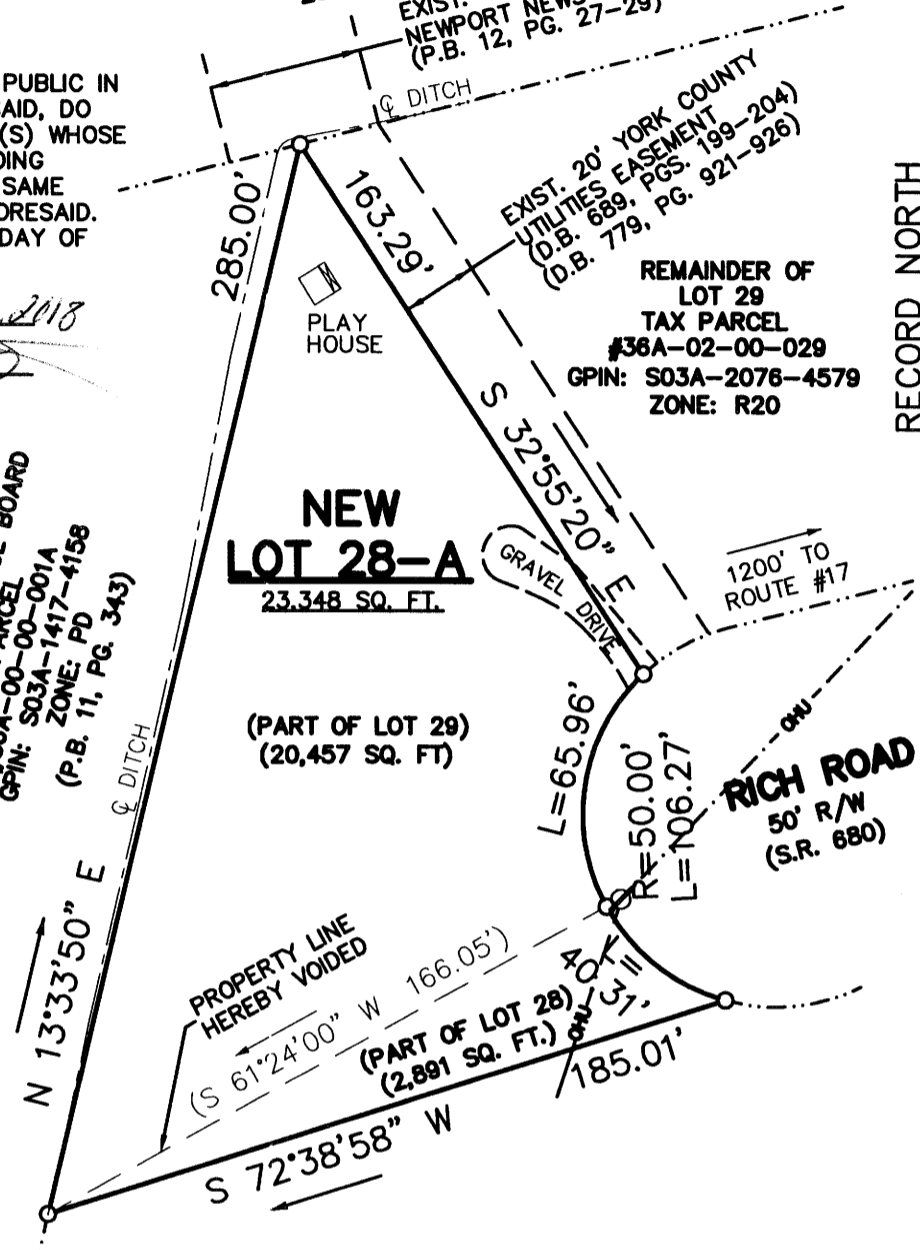 EXIST.
NEWPORT NEWS
(P.B. 12, PG. 27-29)
PUBLIC IN
SAID, DO
(S) WHOSE
DING
SAME
ORESAID.
DAY OF
2018
℄ DITCH
EXIST. 20' YORK COUNTY
UTILITIES EASEMENT
(D.B. 689, PGS. 199-204)
(D.B. 779, PG. 921-926)
RECORD NORTH
285.00'
163.29'
PLAY
HOUSE
REMAINDER OF
LOT 29
TAX PARCEL
#36A-02-00-029
GPIN: S03A-2076-4579
ZONE: R20
S 32°55'20" E
BOARD
PARCEL
-00-00-001A
GPIN: S03A-1417-4158
ZONE: PD
(P.B. 11, PG. 343)
NEW
LOT 28-A
23,348 SQ. FT.
GRAVEL DRIVE
1200' TO
ROUTE #17
(PART OF LOT 29)
(20,457 SQ. FT)
℄ DITCH
L=65.96'
R=50.00'
L=106.27'
OHU
RICH ROAD
50' R/W
(S.R. 680)
N 13°33'50" E
PROPERTY LINE
HEREBY VOIDED
(S 61°24'00" W 166.05')
L=
40.31'
OHU
(PART OF LOT 28)
(2,891 SQ. FT.)
185.01'
S 72°38'58" W